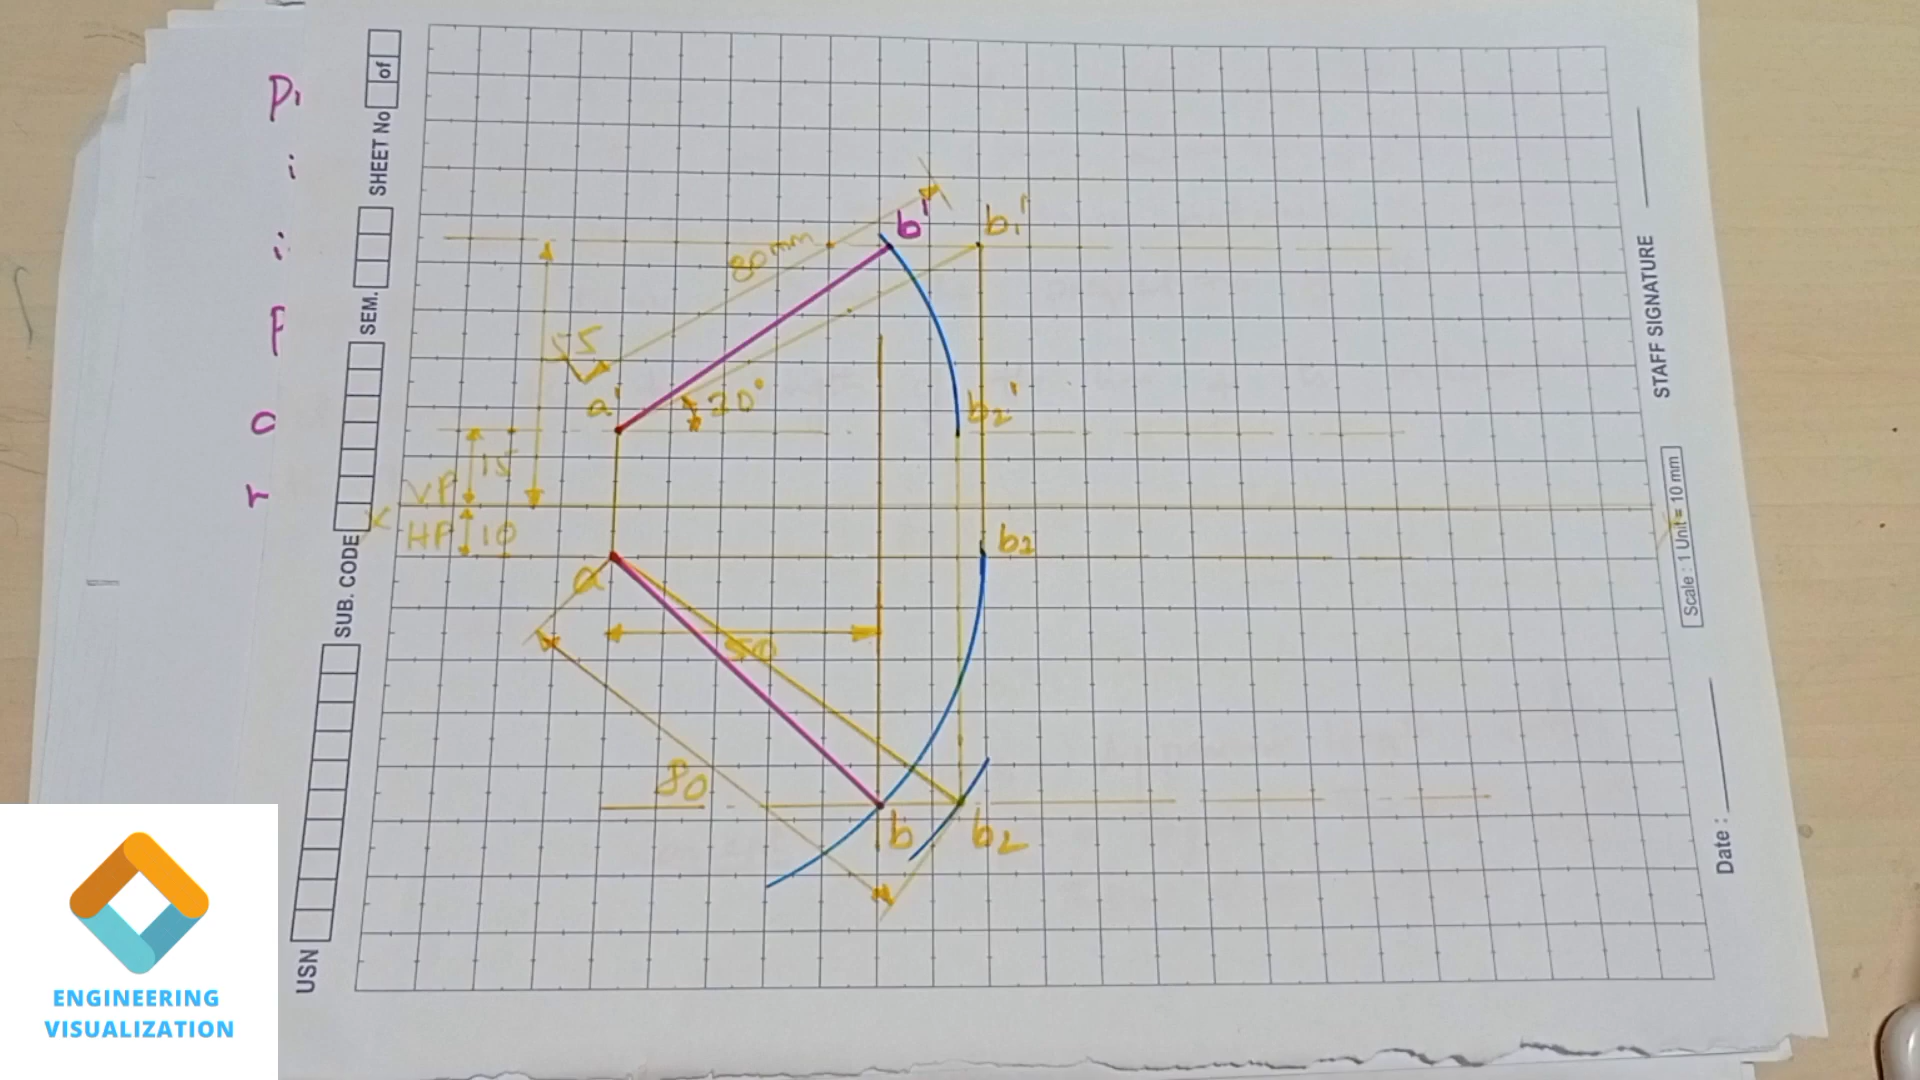 SHEET No
of
SEM.
SUB. CODE
USN
b'
b₁'
80mm
55
a'
20°
b₂'
15
VP
X
HP
10
b₂
a
50
80
b
b₂
STAFF SIGNATURE
Scale : 1 Unit = 10 mm
Date :
ENGINEERING
VISUALIZATION